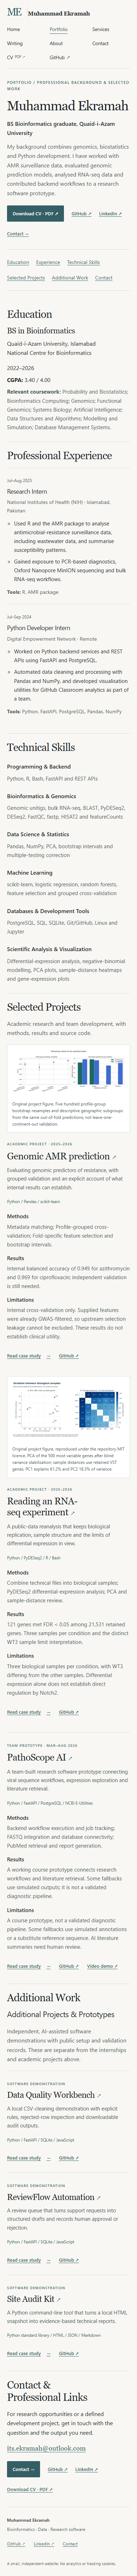 ME Muhammad Ekramah
Home Portfolio Services
Writing About Contact
CV PDF ↗ GitHub ↗
PORTFOLIO / PROFESSIONAL BACKGROUND & SELECTED
WORK
Muhammad Ekramah
BS Bioinformatics graduate, Quaid-i-Azam
University
My background combines bioinformatics, statistics
and Python development. I have worked with
AMR surveillance data, evaluated genomic
prediction models, analysed RNA-seq data and
contributed backend workflows to a software
prototype.
Download CV · PDF ↗ GitHub ↗ LinkedIn ↗
Contact →
Education Experience Technical Skills
Selected Projects Additional Work Contact
Education
BS in Bioinformatics
Quaid-i-Azam University, Islamabad
National Centre for Bioinformatics
2022–2026
CGPA: 3.40 / 4.00
Relevant coursework: Probability and Biostatistics;
Bioinformatics Computing; Genomics; Functional
Genomics; Systems Biology; Artificial Intelligence;
Data Structures and Algorithms; Modelling and
Simulation; Database Management Systems.
Professional Experience
Jul–Aug 2025
Research Intern
National Institutes of Health (NIH) · Islamabad,
Pakistan
Used R and the AMR package to analyse
antimicrobial-resistance surveillance data,
including wastewater data, and summarise
susceptibility patterns.
Gained exposure to PCR-based diagnostics,
Oxford Nanopore MinION sequencing and bulk
RNA-seq workflows.
Tools: R, AMR package
Jul–Sep 2024
Python Developer Intern
Digital Empowerment Network · Remote
Worked on Python backend services and REST
APIs using FastAPI and PostgreSQL.
Automated data cleaning and processing with
Pandas and NumPy, and developed visualisation
utilities for GitHub Classroom analytics as part of
a team.
Tools: Python, FastAPI, PostgreSQL, Pandas, NumPy
Technical Skills
Programming & Backend
Python, R, Bash, FastAPI and REST APIs
Bioinformatics & Genomics
Genomic unitigs, bulk RNA-seq, BLAST, PyDESeq2,
DESeq2, FastQC, fastp, HISAT2 and featureCounts
Data Science & Statistics
Pandas, NumPy, PCA, bootstrap intervals and
multiple-testing correction
Machine Learning
scikit-learn, logistic regression, random forests,
feature selection and grouped cross-validation
Databases & Development Tools
PostgreSQL, SQL, SQLite, Git/GitHub, Linux and
Jupyter
Scientific Analysis & Visualization
Differential-expression analysis, negative-binomial
modelling, PCA plots, sample-distance heatmaps
and gene-expression plots
Selected Projects
Academic research and team development, with
methods, results and source code.
Original project figure. Five hundred profile-group
bootstrap resamples and descriptive geographic subgroups
from the same out-of-fold predictions, not leave-one-
continent-out validation.
ACADEMIC PROJECT · 2025–2026
Genomic AMR prediction ↗
Evaluating genomic predictors of resistance, with
grouped validation and an explicit account of what
internal results can establish.
Python / Pandas / scikit-learn
Methods
Metadata matching; Profile-grouped cross-
validation; Fold-specific feature selection and
bootstrap intervals.
Results
Internal balanced accuracy of 0.949 for azithromycin
and 0.969 for ciprofloxacin; independent validation
is still needed.
Limitations
Internal cross-validation only. Supplied features
were already GWAS-filtered, so upstream selection
leakage cannot be excluded. These results do not
establish clinical utility.
Read case study → GitHub ↗
Original analysis figure, reproduced under the repository MIT
licence. PCA of the 500 most variable genes after blind
variance stabilisation; sample distances use retained VST
genes. PC1 explains 61.2% and PC2 16.5% of variance.
ACADEMIC PROJECT · 2025–2026
Reading an RNA-
seq experiment ↗
A public-data reanalysis that keeps biological
replication, sample structure and the limits of
differential expression in view.
Python / PyDESeq2 / R / Bash
Methods
Combine technical files into biological samples;
PyDESeq2 differential expression analysis; PCA and
sample-distance review.
Results
121 genes met FDR < 0.05 among 21,531 retained
genes. Three samples per condition and the position
of WT3 support cautious interpretation.
Limitations
Three biological samples per condition, with WT3
differing from the other samples. Differential
expression alone does not establish direct
regulation by Notch2.
Read case study → GitHub ↗
TEAM PROTOTYPE · MAR–AUG 2026
PathoScope AI ↗
A team-built research software prototype connecting
viral sequence workflows, expression exploration and
literature retrieval.
Python / FastAPI / PostgreSQL / NCBI E-Utilities
Methods
Backend workflow execution and job tracking;
FASTQ integration and database connectivity;
PubMed retrieval and report generation.
Results
A working course prototype connects research
workflows and literature retrieval. Some fallbacks
use simulated outputs; it is not a diagnostic
pipeline.
Limitations
A course prototype, not a validated diagnostic
pipeline. Some fallbacks use simulated annotations
or a substitute reference sequence. AI literature
summaries need human review.
Read case study → GitHub ↗ Video demo ↗
Additional Work
Additional Projects & Prototypes
Independent, AI-assisted software
demonstrations with public setup and validation
records. These are separate from the internships
and academic projects above.
SOFTWARE DEMONSTRATION
Data Quality Workbench ↗
A local CSV-cleaning demonstration with explicit
rules, rejected-row reasons and downloadable
audit outputs.
Python / FastAPI / SQLite / JavaScript
Read case study → GitHub ↗
SOFTWARE DEMONSTRATION
ReviewFlow Automation ↗
A review queue that turns support requests into
structured drafts and records human approval or
rejection.
Python / FastAPI / SQLite / JavaScript
Read case study → GitHub ↗
SOFTWARE DEMONSTRATION
Site Audit Kit ↗
A Python command-line tool that turns a local HTML
snapshot into evidence-based technical reports.
Python standard library / HTML / JSON / Markdown
Read case study → GitHub ↗
Contact &
Professional Links
For research opportunities or a defined
development project, get in touch with the
question and the output you need.
its.ekramah@outlook.com
Contact → GitHub ↗ LinkedIn ↗
Download CV · PDF ↗
Muhammad Ekramah
Bioinformatics · Data · Research software
GitHub ↗ LinkedIn ↗ Contact
A small, independent website. No analytics or tracking cookies.